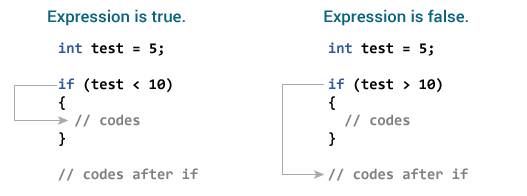 Expression is true.
int test = 5;
if (test < 10)
{
// codes
}
// codes after if
Expression is false.
int test = 5;
if (test > 10)
{
// codes
}
// codes after if